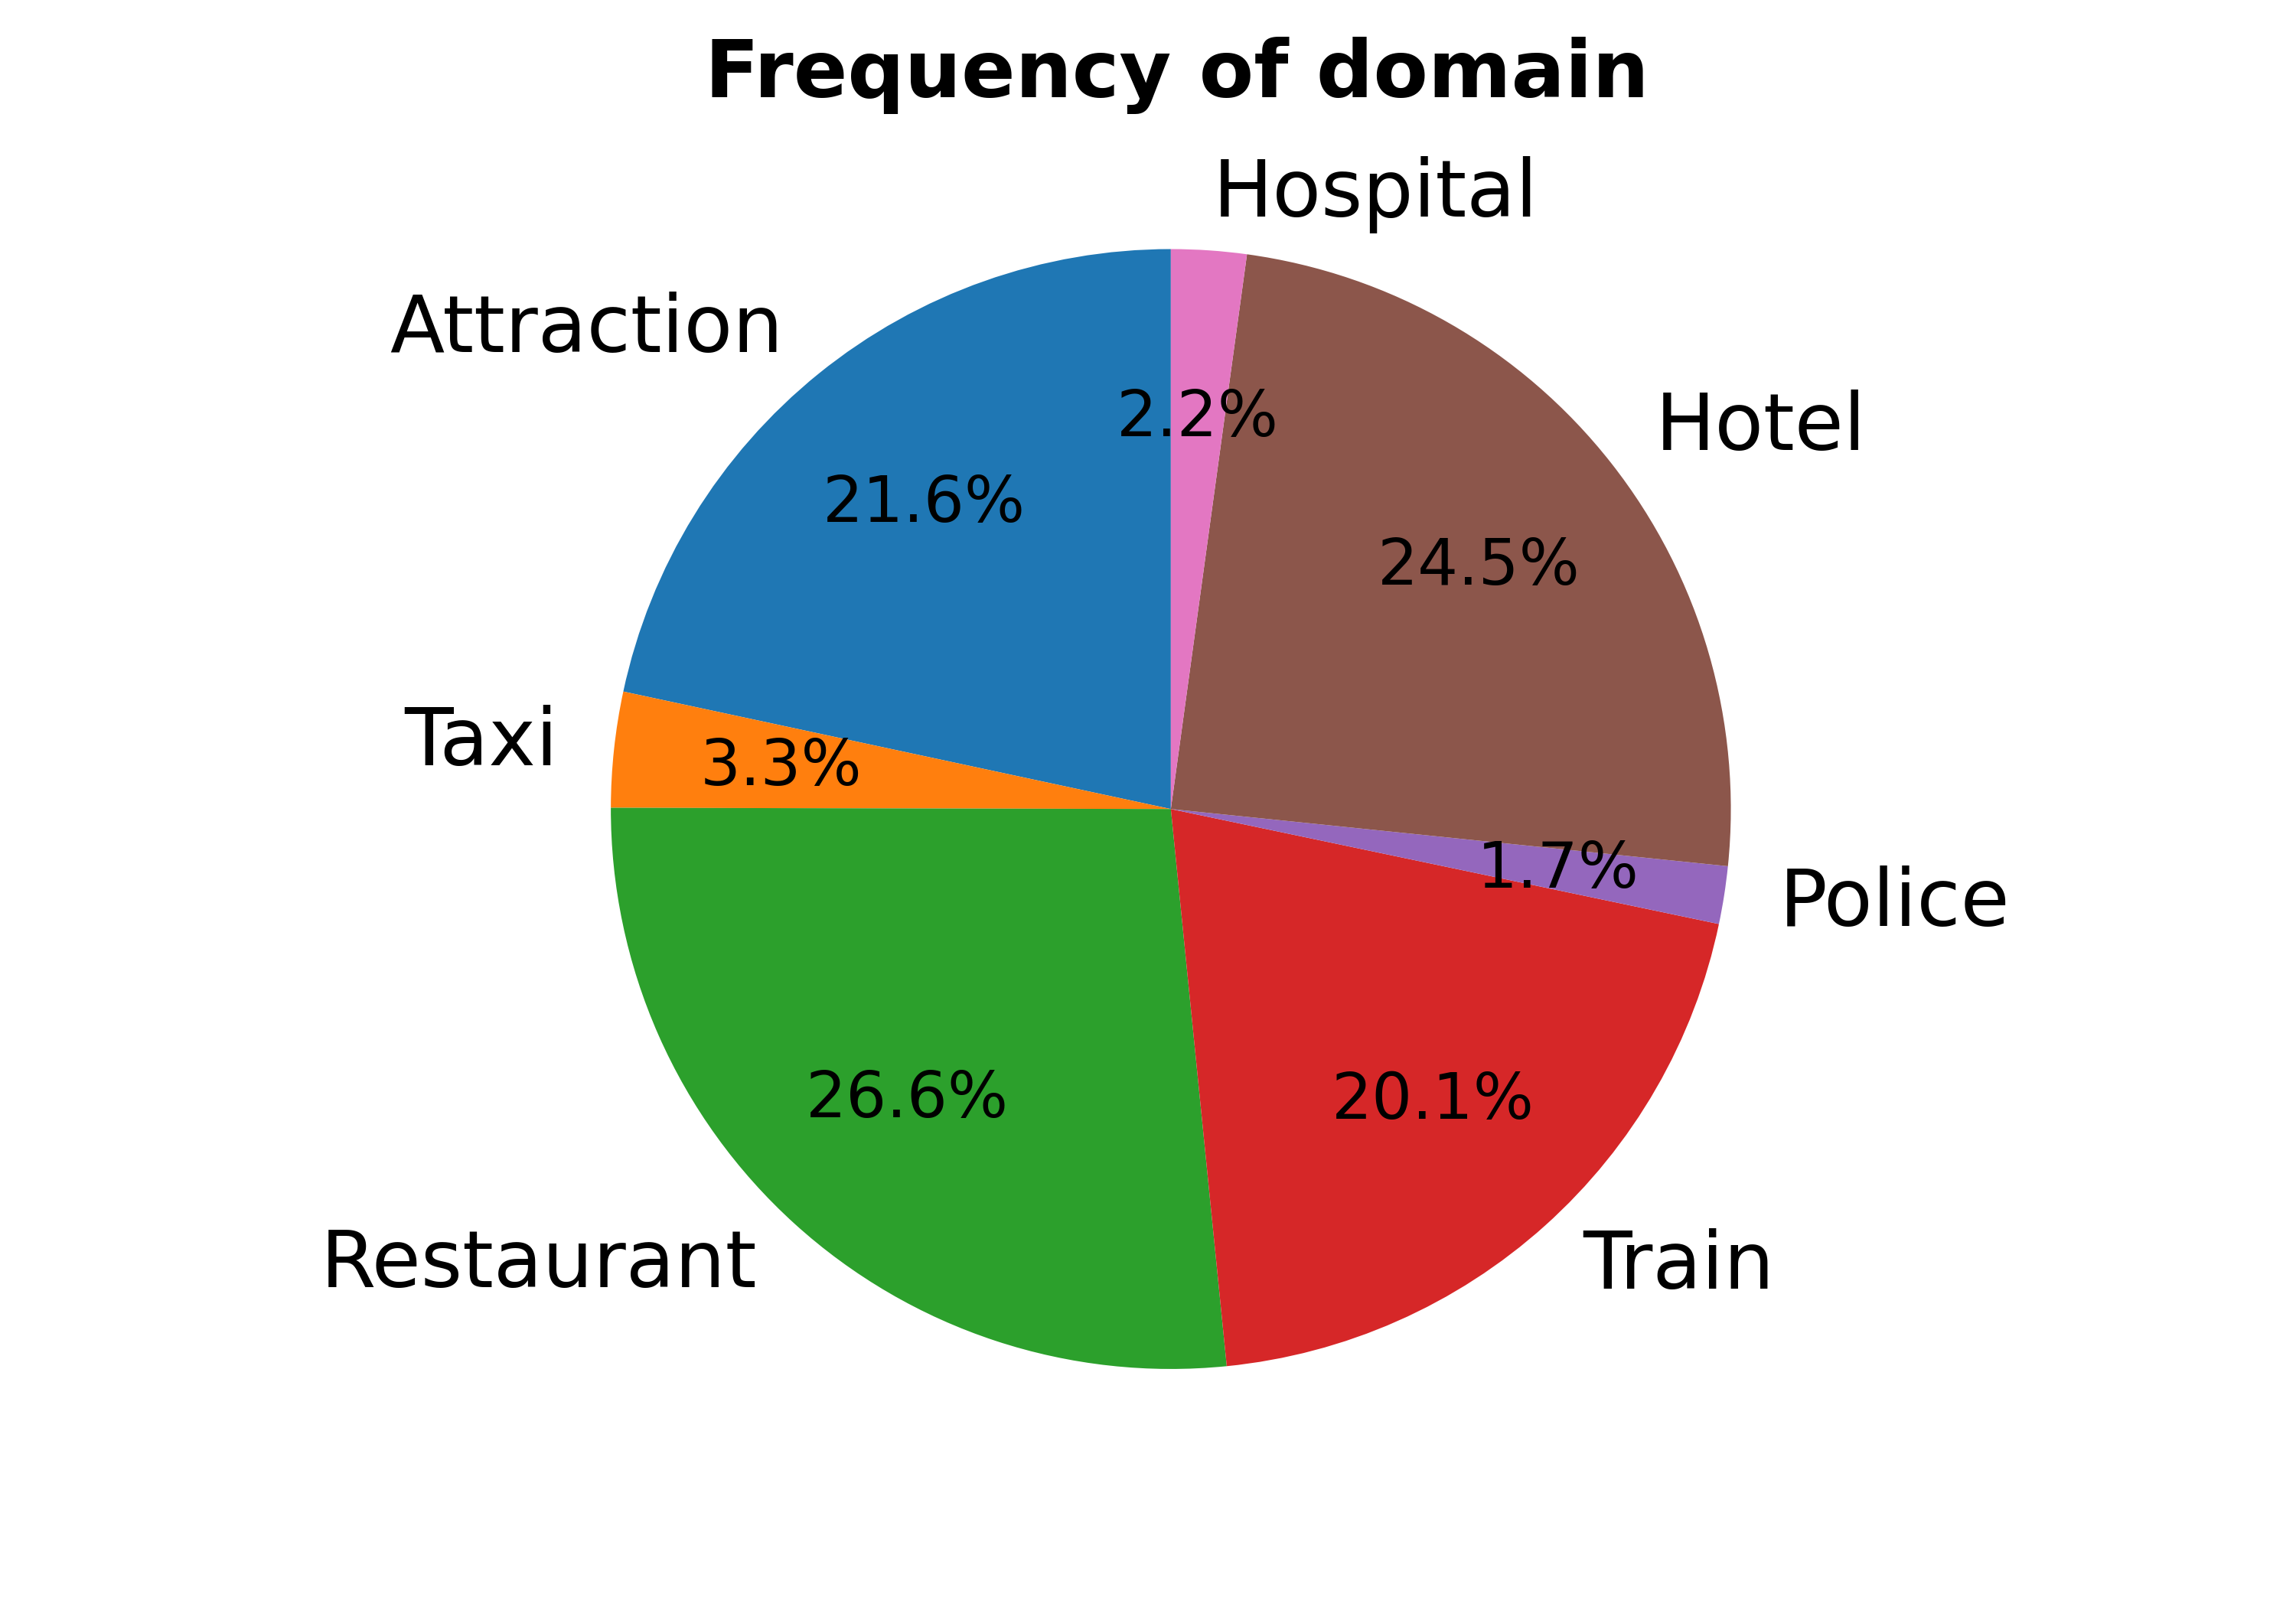 Frequency of domain
Hospital
Attraction
Hotel
2.2%
21.6%
24.5%
Taxi
3.3%
1.7%
Police
26.6%
20.1%
Restaurant
Train